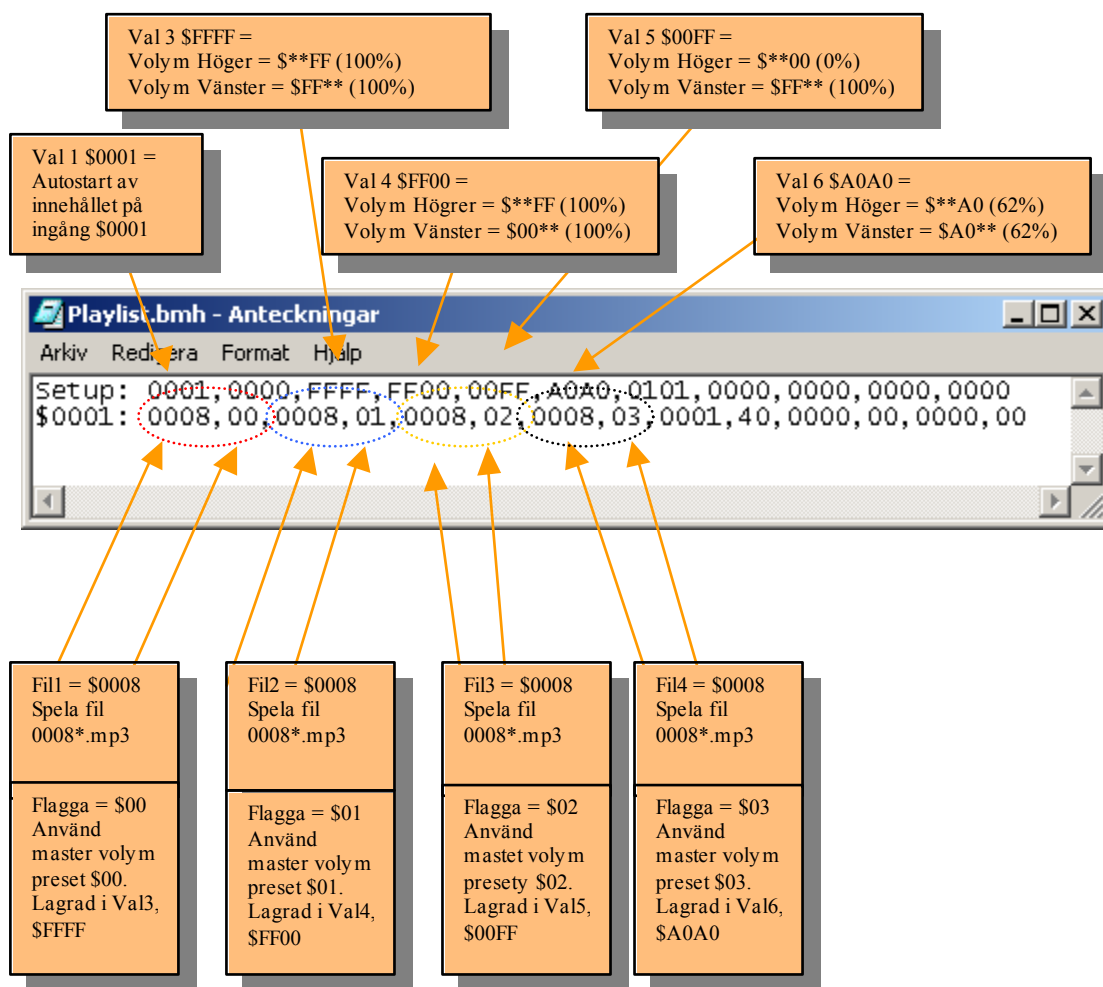 Val 3 $FFFF =
Volym Höger = $**FF (100%)
Volym Vänster = $FF** (100%)
Val 5 $00FF =
Volym Höger = $**00 (0%)
Volym Vänster = $FF** (100%)
Val 1 $0001 =
Autostart av
innehållet på
ingång $0001
Val 4 $FF00 =
Volym Högrer = $**FF (100%)
Volym Vänster = $00** (100%)
Val 6 $A0A0 =
Volym Höger = $**A0 (62%)
Volym Vänster = $A0** (62%)
Playlist.bmh - Anteckningar
Arkiv Redigera Format Hjälp
Setup: 0001,0000,FFFF,FF00,00FF,A0A0,0101,0000,0000,0000,0000
$0001: 0008,00,0008,01,0008,02,0008,03,0001,40,0000,00,0000,00
Fil1 = $0008
Spela fil
0008*.mp3
Flagga = $00
Använd
master volym
preset $00.
Lagrad i Val3,
$FFFF
Fil2 = $0008
Spela fil
0008*.mp3
Flagga = $01
Använd
master volym
preset $01.
Lagrad i Val4,
$FF00
Fil3 = $0008
Spela fil
0008*.mp3
Flagga = $02
Använd
mastet volym
presety $02.
Lagrad i Val5,
$00FF
Fil4 = $0008
Spela fil
0008*.mp3
Flagga = $03
Använd
master volym
preset $03.
Lagrad i Val6,
$A0A0